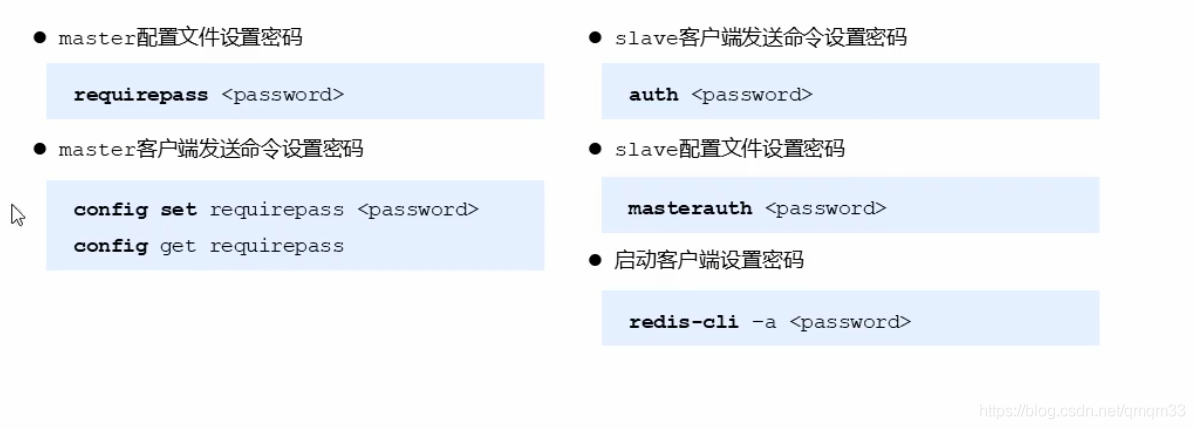 ● master配置文件设置密码
requirepass <password>
● master客户端发送命令设置密码
config set requirepass <password>
config get requirepass
● slave客户端发送命令设置密码
auth <password>
● slave配置文件设置密码
masterauth <password>
● 启动客户端设置密码
redis-cli –a <password>
https://blog.csdn.net/qmqm33